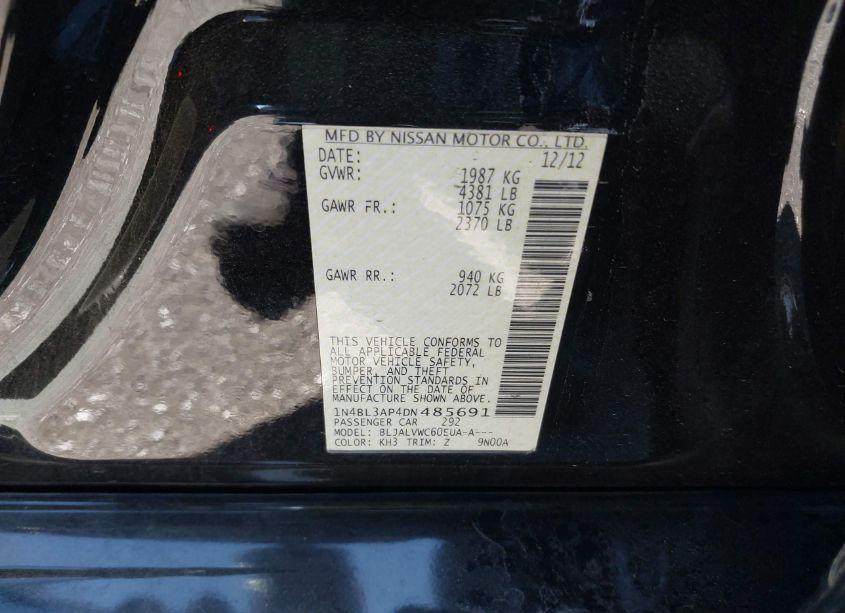 MFD BY NISSAN MOTOR CO., LTD.
DATE: 12/12
GVWR: 1987 KG
4381 LB
GAWR FR.: 1075 KG
2370 LB
GAWR RR.: 940 KG
2072 LB
THIS VEHICLE CONFORMS TO
ALL APPLICABLE FEDERAL
MOTOR VEHICLE SAFETY,
BUMPER, AND THEFT
PREVENTION STANDARDS IN
EFFECT ON THE DATE OF
MANUFACTURE SHOWN ABOVE.
1N4BL3AP4DN485691
PASSENGER CAR 292
MODEL: BLJALVWC60EUA-A---
COLOR: KH3 TRIM: Z 9N00A